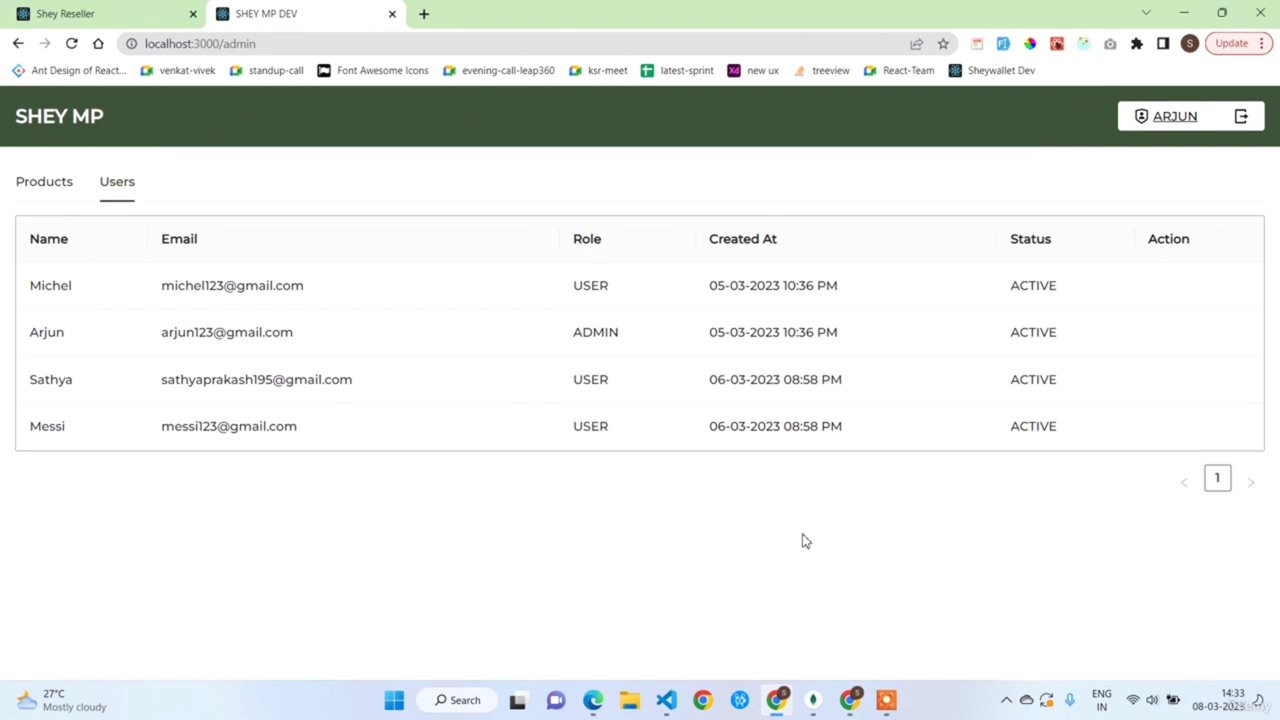 Shey Reseller
SHEY MP DEV
localhost:3000/admin
S
Update
Ant Design of React...
venkat-vivek
standup-call
Font Awesome Icons
evening-call-leap360
ksr-meet
latest-sprint
Xd new ux
treeview
React-Team
Sheywallet Dev
SHEY MP
ARJUN
Products Users
Name Email Role Created At Status Action
Michel michel123@gmail.com USER 05-03-2023 10:36 PM ACTIVE
Arjun arjun123@gmail.com ADMIN 05-03-2023 10:36 PM ACTIVE
Sathya sathyaprakash195@gmail.com USER 06-03-2023 08:58 PM ACTIVE
Messi messi123@gmail.com USER 06-03-2023 08:58 PM ACTIVE
< 1 >
27°C
Mostly cloudy
Search
ENG
IN
14:33
08-03-2023